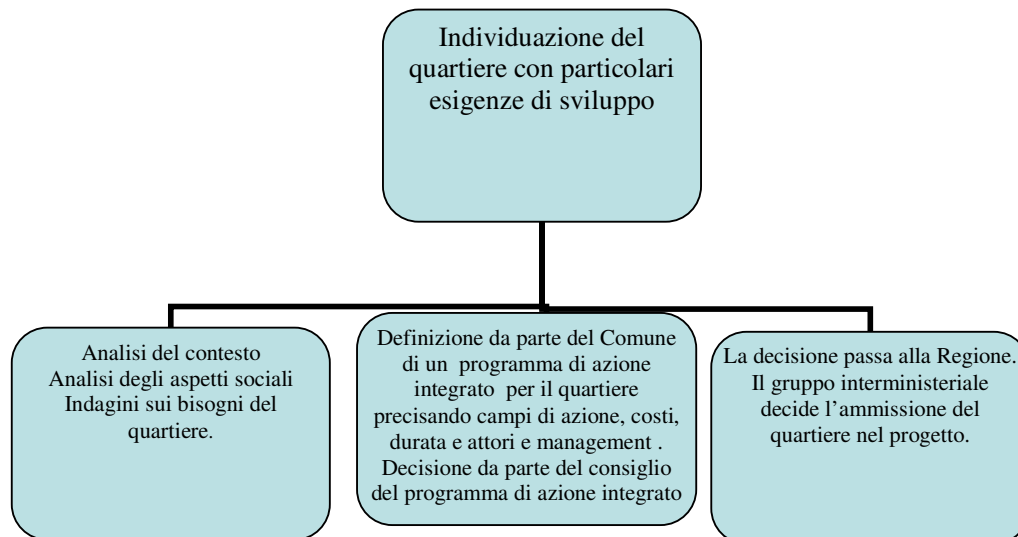 Individuazione del
quartiere con particolari
esigenze di sviluppo
Analisi del contesto
Analisi degli aspetti sociali
Indagini sui bisogni del
quartiere.
Definizione da parte del Comune
di un programma di azione
integrato per il quartiere
precisando campi di azione, costi,
durata e attori e management .
Decisione da parte del consiglio
del programma di azione integrato
La decisione passa alla Regione.
Il gruppo interministeriale
decide l’ammissione del
quartiere nel progetto.